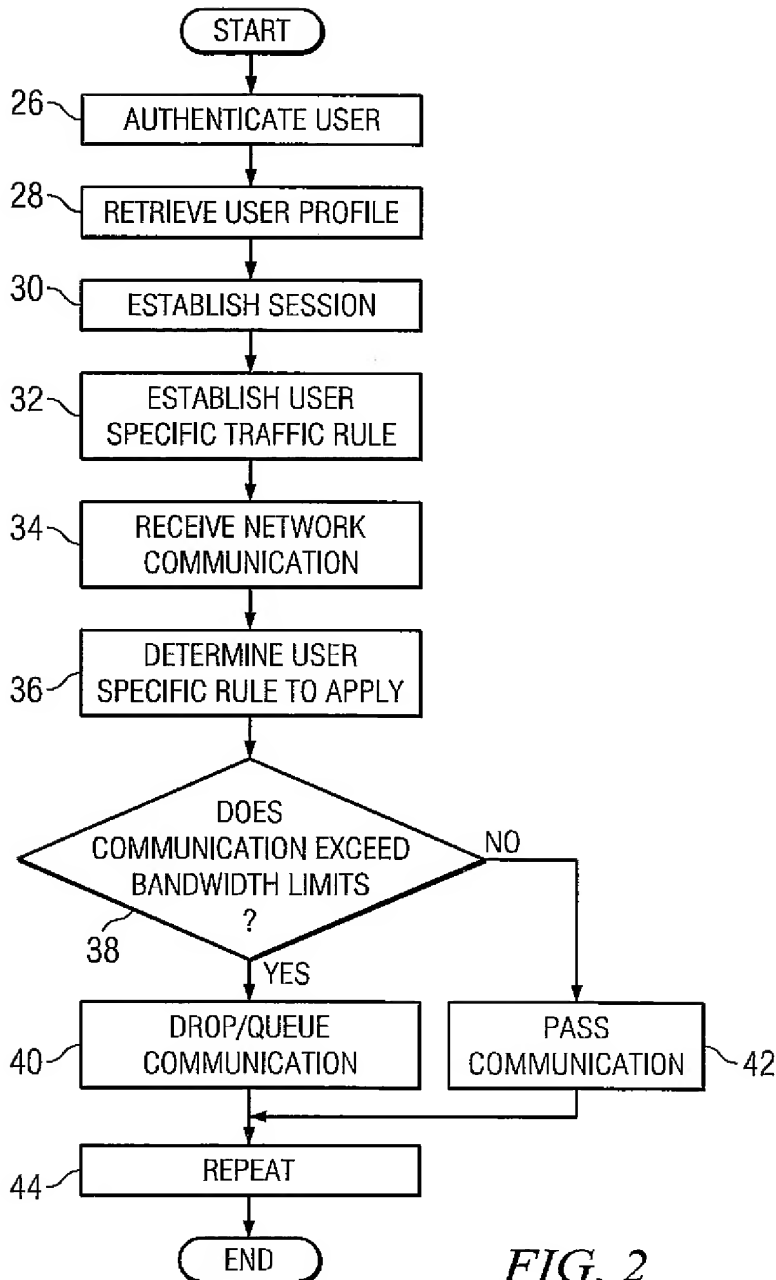 START
26
AUTHENTICATE USER
28
RETRIEVE USER PROFILE
30
ESTABLISH SESSION
32
ESTABLISH USER
SPECIFIC TRAFFIC RULE
34
RECEIVE NETWORK
COMMUNICATION
36
DETERMINE USER
SPECIFIC RULE TO APPLY
DOES
COMMUNICATION EXCEED
BANDWIDTH LIMITS
?
38
NO
YES
40
DROP/QUEUE
COMMUNICATION
PASS
COMMUNICATION
42
44
REPEAT
END
FIG. 2